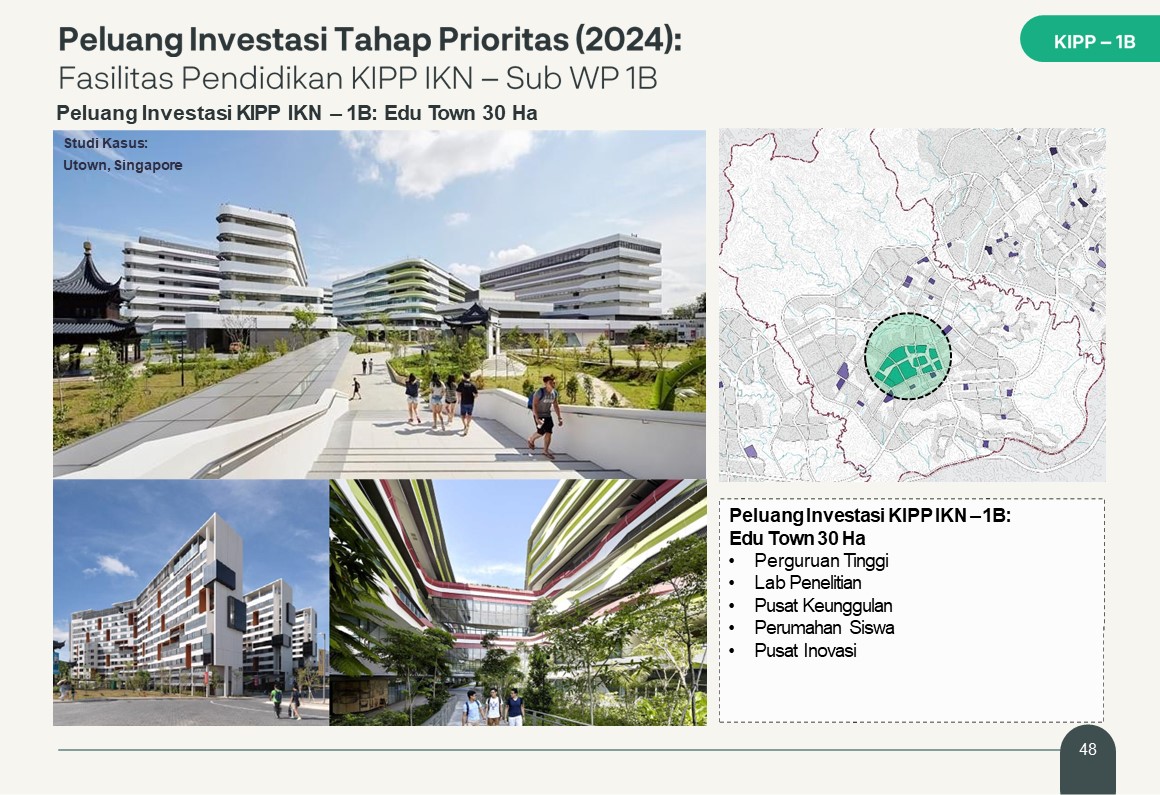 Peluang Investasi Tahap Prioritas (2024):
KIPP – 1B
Fasilitas Pendidikan KIPP IKN – Sub WP 1B
Peluang Investasi KIPP IKN – 1B: Edu Town 30 Ha
Studi Kasus:
Utown, Singapore
Peluang Investasi KIPP IKN – 1B:
Edu Town 30 Ha
• Perguruan Tinggi
• Lab Penelitian
• Pusat Keunggulan
• Perumahan Siswa
• Pusat Inovasi
48